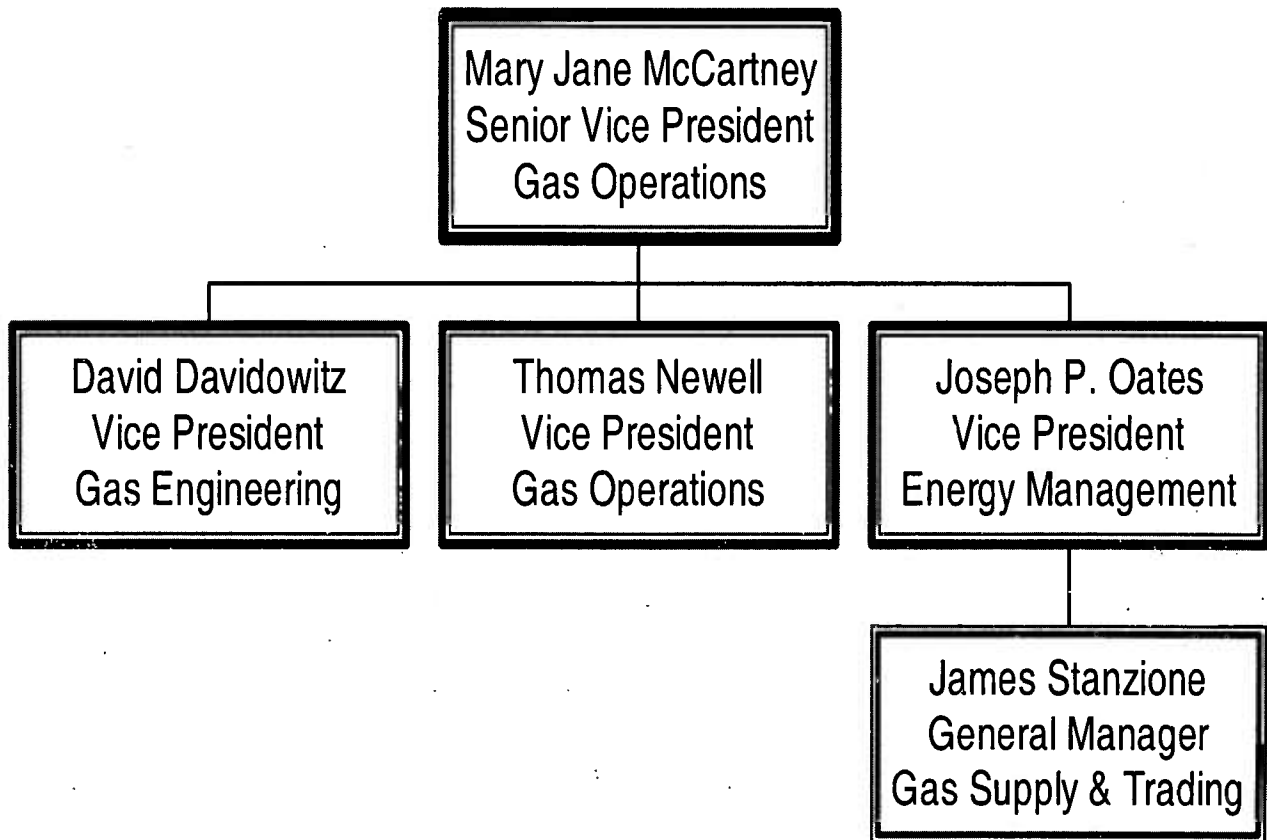 Mary Jane McCartney
Senior Vice President
Gas Operations
David Davidowitz
Vice President
Gas Engineering
Thomas Newell
Vice President
Gas Operations
Joseph P. Oates
Vice President
Energy Management
James Stanzione
General Manager
Gas Supply & Trading